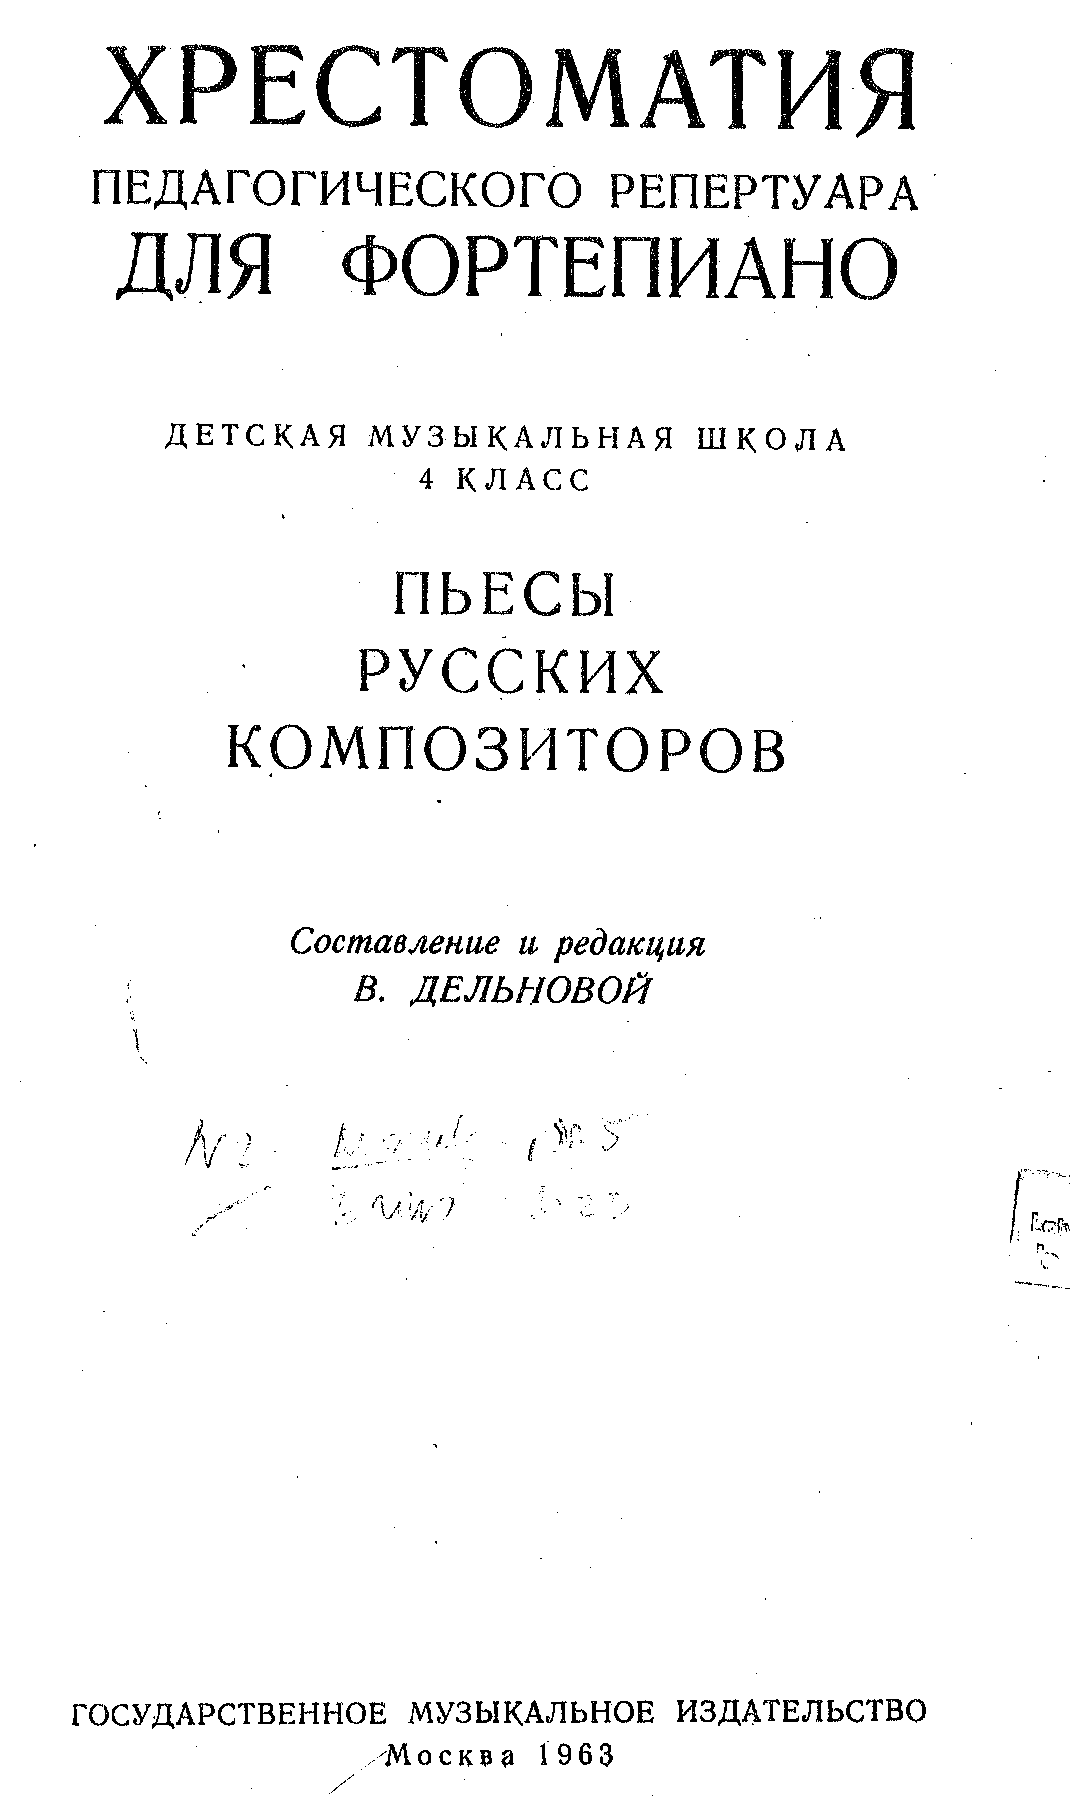 ХРЕСТОМАТИЯ
ПЕДАГОГИЧЕСКОГО РЕПЕРТУАРА
ДЛЯ ФОРТЕПИАНО
ДЕТСКАЯ МУЗЫКАЛЬНАЯ ШКОЛА
4 КЛАСС
ПЬЕСЫ
РУССКИХ
КОМПОЗИТОРОВ
Составление и редакция
В. ДЕЛЬНОВОЙ
ГОСУДАРСТВЕННОЕ МУЗЫКАЛЬНОЕ ИЗДАТЕЛЬСТВО
Москва 1963